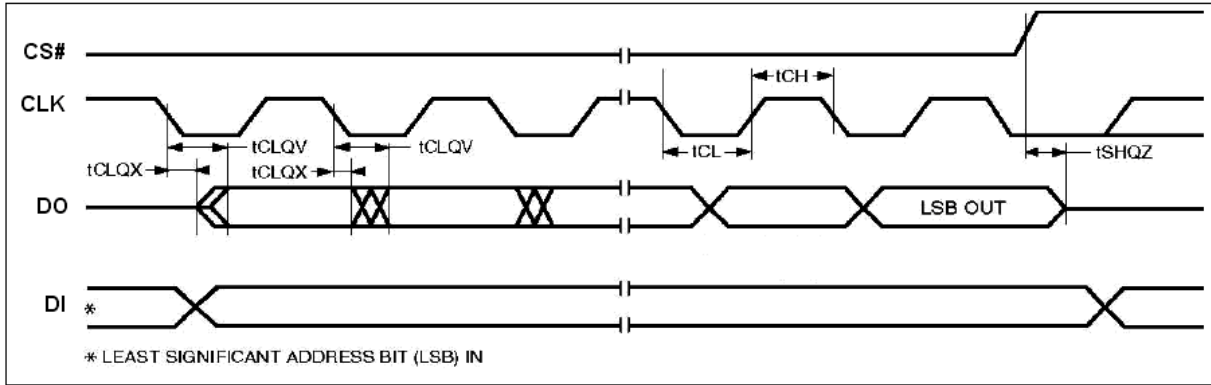 CS#
tCH
CLK
tCLQV
tCLQV
tCL
tSHQZ
tCLQX
tCLQX
DO
LSB OUT
DI
*
* LEAST SIGNIFICANT ADDRESS BIT (LSB) IN